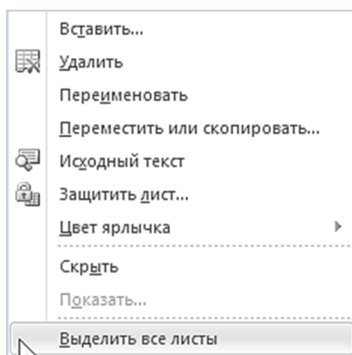 Вставить...
Удалить
Переименовать
Переместить или скопировать...
Исходный текст
Защитить лист...
Цвет ярлычка
Скрыть
Показать...
Выделить все листы